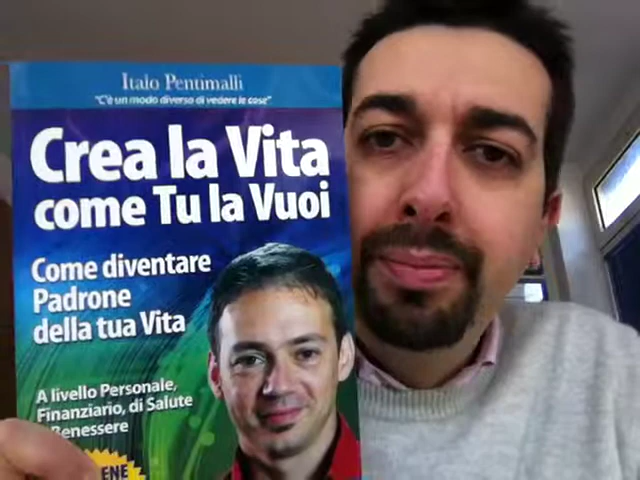 Italo Pentimalli
"C'è un modo diverso di vedere le cose"
Crea la Vita
come Tu la Vuoi
Come diventare
Padrone
della tua Vita
A livello Personale,
Finanziario, di Salute
Benessere
ENE